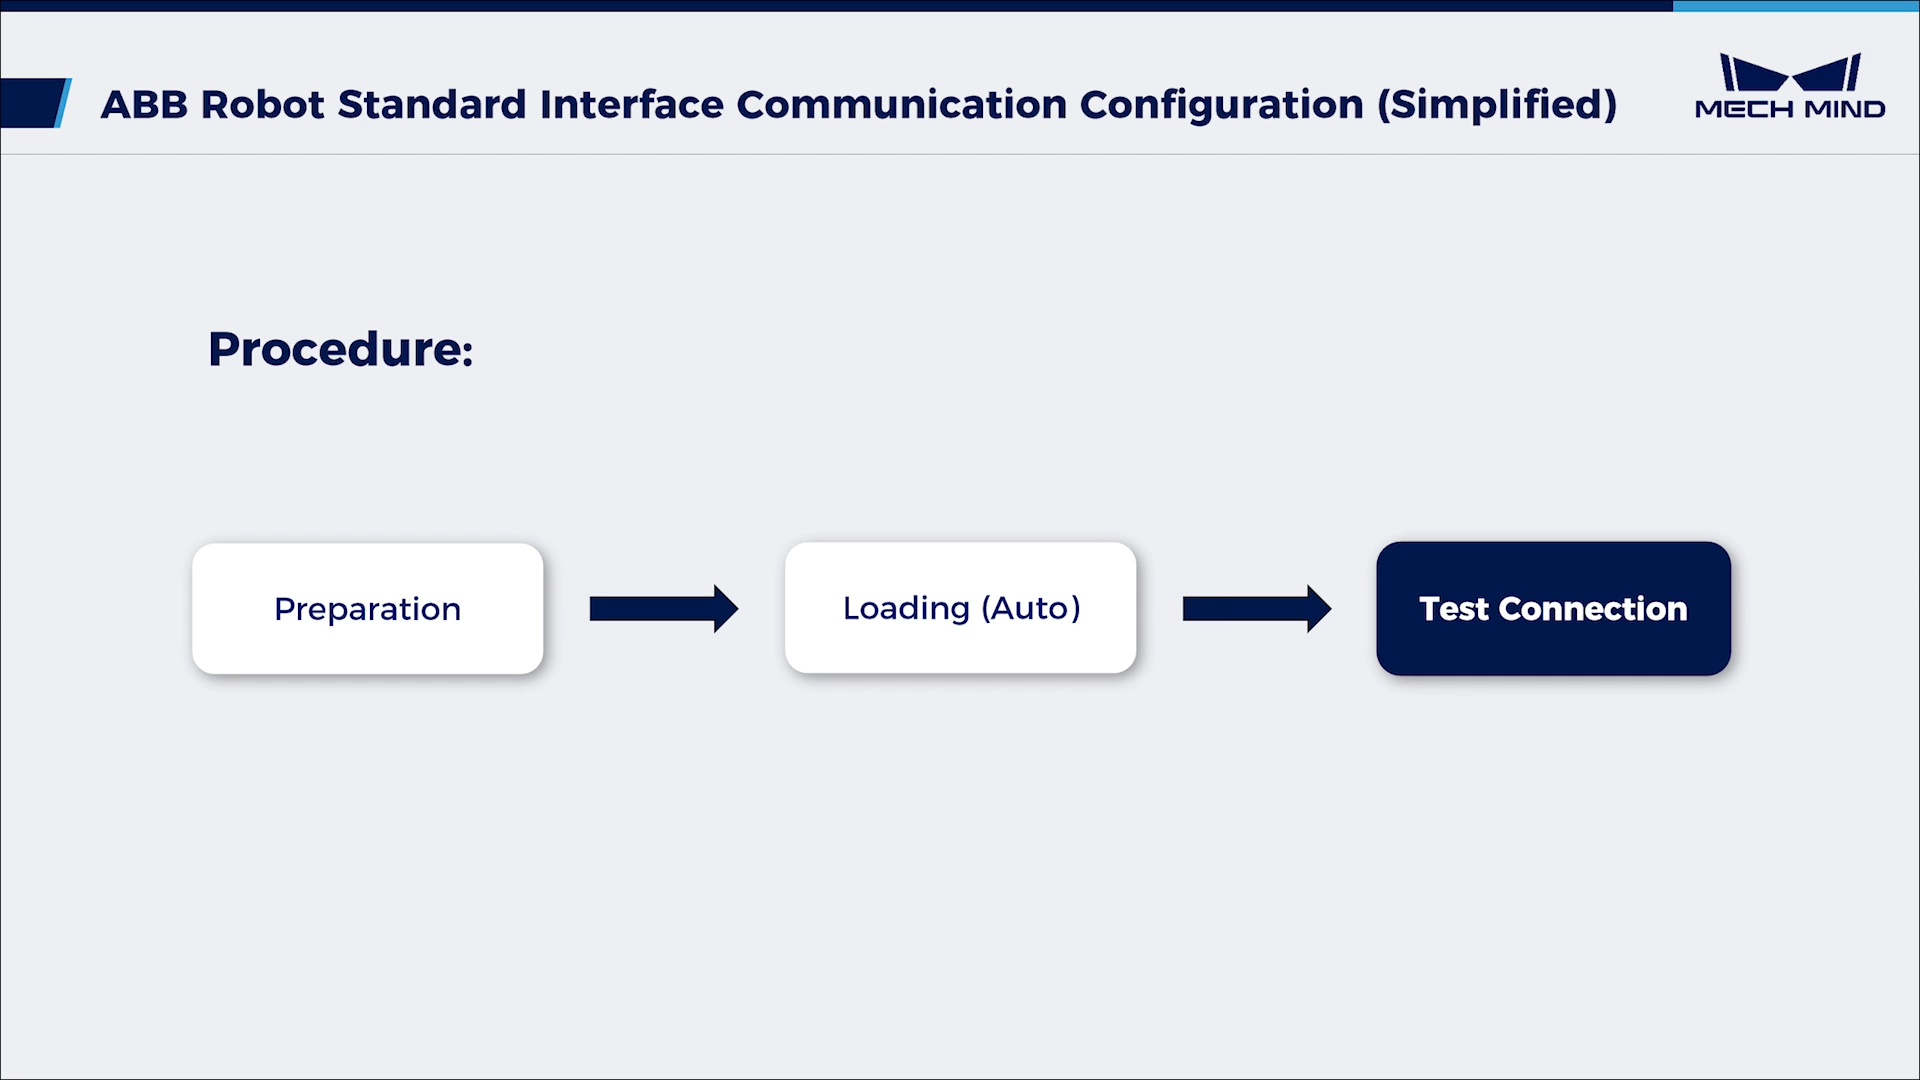 ABB Robot Standard Interface Communication Configuration (Simplified)
MECH MIND
Procedure:
Preparation
Loading (Auto)
Test Connection